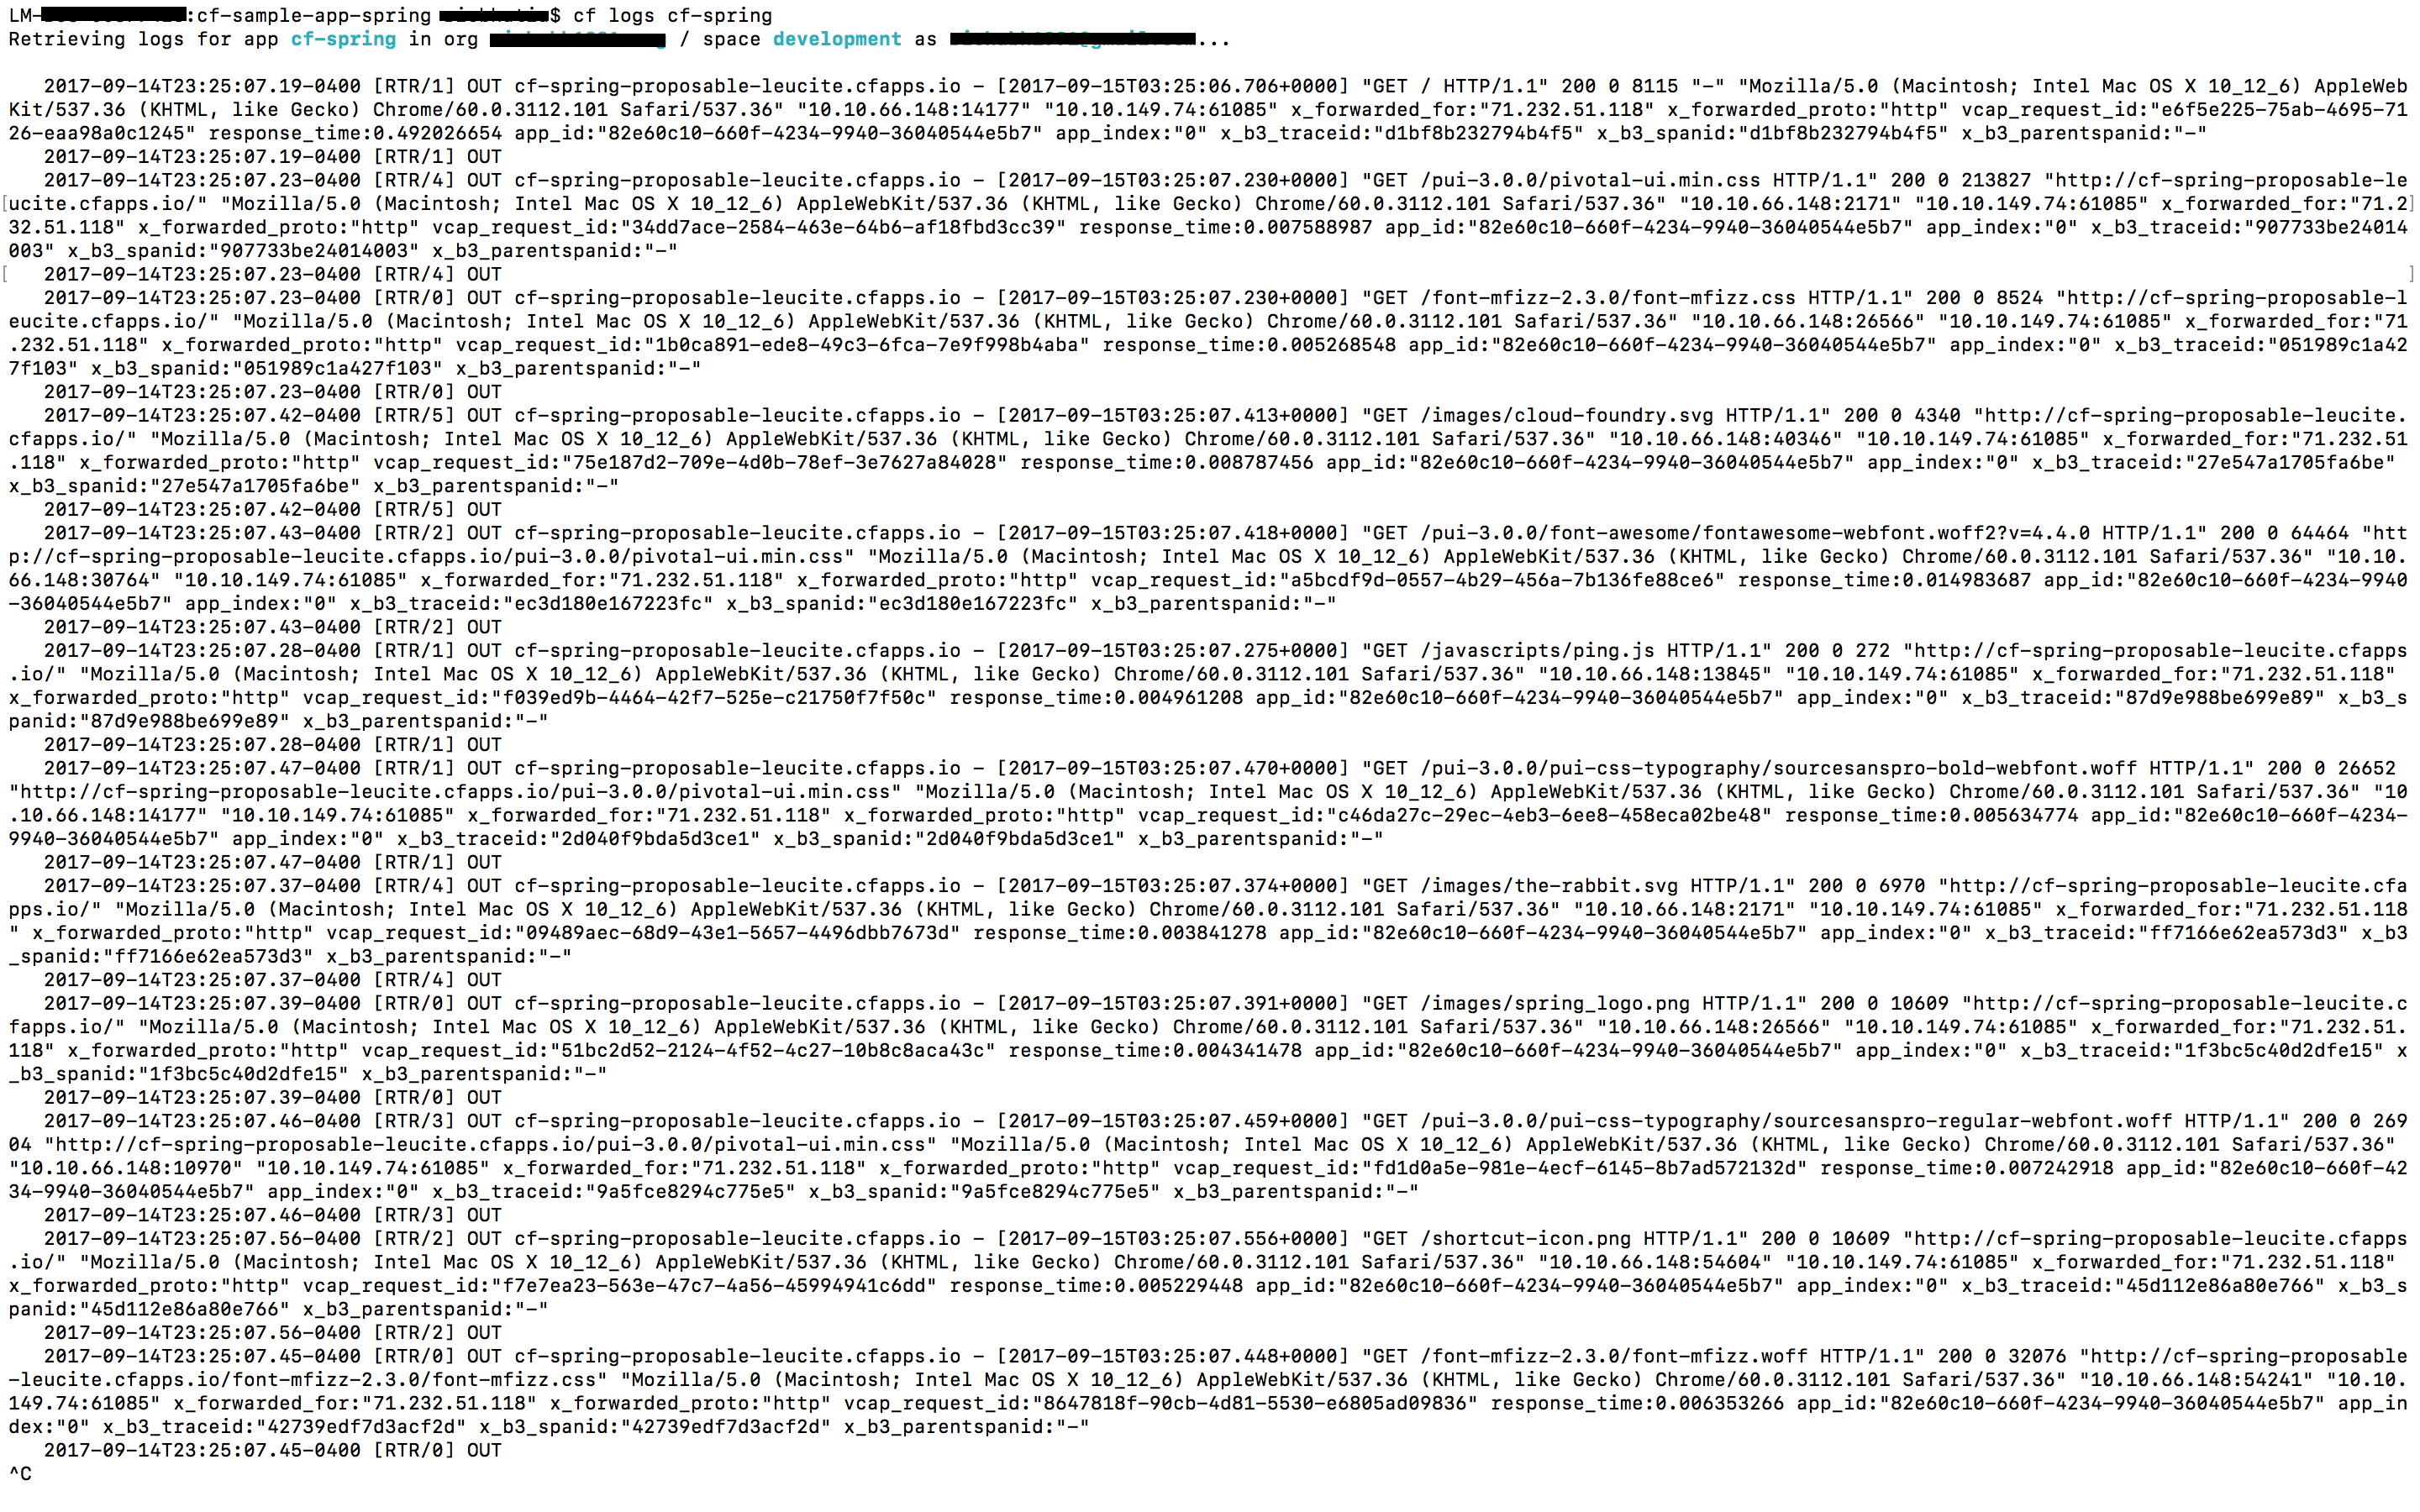 LM-:cf-sample-app-spring $ cf logs cf-spring
Retrieving logs for app cf-spring in org / space development as ...
2017-09-14T23:25:07.19-0400 [RTR/1] OUT cf-spring-proposable-leucite.cfapps.io - [2017-09-15T03:25:06.706+0000] "GET / HTTP/1.1" 200 0 8115 "-" "Mozilla/5.0 (Macintosh; Intel Mac OS X 10_12_6) AppleWeb
Kit/537.36 (KHTML, like Gecko) Chrome/60.0.3112.101 Safari/537.36" "10.10.66.148:14177" "10.10.149.74:61085" x_forwarded_for:"71.232.51.118" x_forwarded_proto:"http" vcap_request_id:"e6f5e225-75ab-4695-71
26-eaa98a0c1245" response_time:0.492026654 app_id:"82e60c10-660f-4234-9940-36040544e5b7" app_index:"0" x_b3_traceid:"d1bf8b232794b4f5" x_b3_spanid:"d1bf8b232794b4f5" x_b3_parentspanid:"-"
2017-09-14T23:25:07.19-0400 [RTR/1] OUT
2017-09-14T23:25:07.23-0400 [RTR/4] OUT cf-spring-proposable-leucite.cfapps.io - [2017-09-15T03:25:07.230+0000] "GET /pui-3.0.0/pivotal-ui.min.css HTTP/1.1" 200 0 213827 "http://cf-spring-proposable-le
[ucite.cfapps.io/" "Mozilla/5.0 (Macintosh; Intel Mac OS X 10_12_6) AppleWebKit/537.36 (KHTML, like Gecko) Chrome/60.0.3112.101 Safari/537.36" "10.10.66.148:2171" "10.10.149.74:61085" x_forwarded_for:"71.2]
32.51.118" x_forwarded_proto:"http" vcap_request_id:"34dd7ace-2584-463e-64b6-af18fbd3cc39" response_time:0.007588987 app_id:"82e60c10-660f-4234-9940-36040544e5b7" app_index:"0" x_b3_traceid:"907733be24014
003" x_b3_spanid:"907733be24014003" x_b3_parentspanid:"-"
[ 2017-09-14T23:25:07.23-0400 [RTR/4] OUT ]
2017-09-14T23:25:07.23-0400 [RTR/0] OUT cf-spring-proposable-leucite.cfapps.io - [2017-09-15T03:25:07.230+0000] "GET /font-mfizz-2.3.0/font-mfizz.css HTTP/1.1" 200 0 8524 "http://cf-spring-proposable-l
eucite.cfapps.io/" "Mozilla/5.0 (Macintosh; Intel Mac OS X 10_12_6) AppleWebKit/537.36 (KHTML, like Gecko) Chrome/60.0.3112.101 Safari/537.36" "10.10.66.148:26566" "10.10.149.74:61085" x_forwarded_for:"71
.232.51.118" x_forwarded_proto:"http" vcap_request_id:"1b0ca891-ede8-49c3-6fca-7e9f998b4aba" response_time:0.005268548 app_id:"82e60c10-660f-4234-9940-36040544e5b7" app_index:"0" x_b3_traceid:"051989c1a42
7f103" x_b3_spanid:"051989c1a427f103" x_b3_parentspanid:"-"
2017-09-14T23:25:07.23-0400 [RTR/0] OUT
2017-09-14T23:25:07.42-0400 [RTR/5] OUT cf-spring-proposable-leucite.cfapps.io - [2017-09-15T03:25:07.413+0000] "GET /images/cloud-foundry.svg HTTP/1.1" 200 0 4340 "http://cf-spring-proposable-leucite.
cfapps.io/" "Mozilla/5.0 (Macintosh; Intel Mac OS X 10_12_6) AppleWebKit/537.36 (KHTML, like Gecko) Chrome/60.0.3112.101 Safari/537.36" "10.10.66.148:40346" "10.10.149.74:61085" x_forwarded_for:"71.232.51
.118" x_forwarded_proto:"http" vcap_request_id:"75e187d2-709e-4d0b-78ef-3e7627a84028" response_time:0.008787456 app_id:"82e60c10-660f-4234-9940-36040544e5b7" app_index:"0" x_b3_traceid:"27e547a1705fa6be"
x_b3_spanid:"27e547a1705fa6be" x_b3_parentspanid:"-"
2017-09-14T23:25:07.42-0400 [RTR/5] OUT
2017-09-14T23:25:07.43-0400 [RTR/2] OUT cf-spring-proposable-leucite.cfapps.io - [2017-09-15T03:25:07.418+0000] "GET /pui-3.0.0/font-awesome/fontawesome-webfont.woff2?v=4.4.0 HTTP/1.1" 200 0 64464 "htt
p://cf-spring-proposable-leucite.cfapps.io/pui-3.0.0/pivotal-ui.min.css" "Mozilla/5.0 (Macintosh; Intel Mac OS X 10_12_6) AppleWebKit/537.36 (KHTML, like Gecko) Chrome/60.0.3112.101 Safari/537.36" "10.10.
66.148:30764" "10.10.149.74:61085" x_forwarded_for:"71.232.51.118" x_forwarded_proto:"http" vcap_request_id:"a5bcdf9d-0557-4b29-456a-7b136fe88ce6" response_time:0.014983687 app_id:"82e60c10-660f-4234-9940
-36040544e5b7" app_index:"0" x_b3_traceid:"ec3d180e167223fc" x_b3_spanid:"ec3d180e167223fc" x_b3_parentspanid:"-"
2017-09-14T23:25:07.43-0400 [RTR/2] OUT
2017-09-14T23:25:07.28-0400 [RTR/1] OUT cf-spring-proposable-leucite.cfapps.io - [2017-09-15T03:25:07.275+0000] "GET /javascripts/ping.js HTTP/1.1" 200 0 272 "http://cf-spring-proposable-leucite.cfapps
.io/" "Mozilla/5.0 (Macintosh; Intel Mac OS X 10_12_6) AppleWebKit/537.36 (KHTML, like Gecko) Chrome/60.0.3112.101 Safari/537.36" "10.10.66.148:13845" "10.10.149.74:61085" x_forwarded_for:"71.232.51.118"
x_forwarded_proto:"http" vcap_request_id:"f039ed9b-4464-42f7-525e-c21750f7f50c" response_time:0.004961208 app_id:"82e60c10-660f-4234-9940-36040544e5b7" app_index:"0" x_b3_traceid:"87d9e988be699e89" x_b3_s
panid:"87d9e988be699e89" x_b3_parentspanid:"-"
2017-09-14T23:25:07.28-0400 [RTR/1] OUT
2017-09-14T23:25:07.47-0400 [RTR/1] OUT cf-spring-proposable-leucite.cfapps.io - [2017-09-15T03:25:07.470+0000] "GET /pui-3.0.0/pui-css-typography/sourcesanspro-bold-webfont.woff HTTP/1.1" 200 0 26652
"http://cf-spring-proposable-leucite.cfapps.io/pui-3.0.0/pivotal-ui.min.css" "Mozilla/5.0 (Macintosh; Intel Mac OS X 10_12_6) AppleWebKit/537.36 (KHTML, like Gecko) Chrome/60.0.3112.101 Safari/537.36" "10
.10.66.148:14177" "10.10.149.74:61085" x_forwarded_for:"71.232.51.118" x_forwarded_proto:"http" vcap_request_id:"c46da27c-29ec-4eb3-6ee8-458eca02be48" response_time:0.005634774 app_id:"82e60c10-660f-4234-
9940-36040544e5b7" app_index:"0" x_b3_traceid:"2d040f9bda5d3ce1" x_b3_spanid:"2d040f9bda5d3ce1" x_b3_parentspanid:"-"
2017-09-14T23:25:07.47-0400 [RTR/1] OUT
2017-09-14T23:25:07.37-0400 [RTR/4] OUT cf-spring-proposable-leucite.cfapps.io - [2017-09-15T03:25:07.374+0000] "GET /images/the-rabbit.svg HTTP/1.1" 200 0 6970 "http://cf-spring-proposable-leucite.cfa
pps.io/" "Mozilla/5.0 (Macintosh; Intel Mac OS X 10_12_6) AppleWebKit/537.36 (KHTML, like Gecko) Chrome/60.0.3112.101 Safari/537.36" "10.10.66.148:2171" "10.10.149.74:61085" x_forwarded_for:"71.232.51.118
" x_forwarded_proto:"http" vcap_request_id:"09489aec-68d9-43e1-5657-4496dbb7673d" response_time:0.003841278 app_id:"82e60c10-660f-4234-9940-36040544e5b7" app_index:"0" x_b3_traceid:"ff7166e62ea573d3" x_b3
_spanid:"ff7166e62ea573d3" x_b3_parentspanid:"-"
2017-09-14T23:25:07.37-0400 [RTR/4] OUT
2017-09-14T23:25:07.39-0400 [RTR/0] OUT cf-spring-proposable-leucite.cfapps.io - [2017-09-15T03:25:07.391+0000] "GET /images/spring_logo.png HTTP/1.1" 200 0 10609 "http://cf-spring-proposable-leucite.c
fapps.io/" "Mozilla/5.0 (Macintosh; Intel Mac OS X 10_12_6) AppleWebKit/537.36 (KHTML, like Gecko) Chrome/60.0.3112.101 Safari/537.36" "10.10.66.148:26566" "10.10.149.74:61085" x_forwarded_for:"71.232.51.
118" x_forwarded_proto:"http" vcap_request_id:"51bc2d52-2124-4f52-4c27-10b8c8aca43c" response_time:0.004341478 app_id:"82e60c10-660f-4234-9940-36040544e5b7" app_index:"0" x_b3_traceid:"1f3bc5c40d2dfe15" x
_b3_spanid:"1f3bc5c40d2dfe15" x_b3_parentspanid:"-"
2017-09-14T23:25:07.39-0400 [RTR/0] OUT
2017-09-14T23:25:07.46-0400 [RTR/3] OUT cf-spring-proposable-leucite.cfapps.io - [2017-09-15T03:25:07.459+0000] "GET /pui-3.0.0/pui-css-typography/sourcesanspro-regular-webfont.woff HTTP/1.1" 200 0 269
04 "http://cf-spring-proposable-leucite.cfapps.io/pui-3.0.0/pivotal-ui.min.css" "Mozilla/5.0 (Macintosh; Intel Mac OS X 10_12_6) AppleWebKit/537.36 (KHTML, like Gecko) Chrome/60.0.3112.101 Safari/537.36"
"10.10.66.148:10970" "10.10.149.74:61085" x_forwarded_for:"71.232.51.118" x_forwarded_proto:"http" vcap_request_id:"fd1d0a5e-981e-4ecf-6145-8b7ad572132d" response_time:0.007242918 app_id:"82e60c10-660f-42
34-9940-36040544e5b7" app_index:"0" x_b3_traceid:"9a5fce8294c775e5" x_b3_spanid:"9a5fce8294c775e5" x_b3_parentspanid:"-"
2017-09-14T23:25:07.46-0400 [RTR/3] OUT
2017-09-14T23:25:07.56-0400 [RTR/2] OUT cf-spring-proposable-leucite.cfapps.io - [2017-09-15T03:25:07.556+0000] "GET /shortcut-icon.png HTTP/1.1" 200 0 10609 "http://cf-spring-proposable-leucite.cfapps
.io/" "Mozilla/5.0 (Macintosh; Intel Mac OS X 10_12_6) AppleWebKit/537.36 (KHTML, like Gecko) Chrome/60.0.3112.101 Safari/537.36" "10.10.66.148:54604" "10.10.149.74:61085" x_forwarded_for:"71.232.51.118"
x_forwarded_proto:"http" vcap_request_id:"f7e7ea23-563e-47c7-4a56-45994941c6dd" response_time:0.005229448 app_id:"82e60c10-660f-4234-9940-36040544e5b7" app_index:"0" x_b3_traceid:"45d112e86a80e766" x_b3_s
panid:"45d112e86a80e766" x_b3_parentspanid:"-"
2017-09-14T23:25:07.56-0400 [RTR/2] OUT
2017-09-14T23:25:07.45-0400 [RTR/0] OUT cf-spring-proposable-leucite.cfapps.io - [2017-09-15T03:25:07.448+0000] "GET /font-mfizz-2.3.0/font-mfizz.woff HTTP/1.1" 200 0 32076 "http://cf-spring-proposable
-leucite.cfapps.io/font-mfizz-2.3.0/font-mfizz.css" "Mozilla/5.0 (Macintosh; Intel Mac OS X 10_12_6) AppleWebKit/537.36 (KHTML, like Gecko) Chrome/60.0.3112.101 Safari/537.36" "10.10.66.148:54241" "10.10.
149.74:61085" x_forwarded_for:"71.232.51.118" x_forwarded_proto:"http" vcap_request_id:"8647818f-90cb-4d81-5530-e6805ad09836" response_time:0.006353266 app_id:"82e60c10-660f-4234-9940-36040544e5b7" app_in
dex:"0" x_b3_traceid:"42739edf7d3acf2d" x_b3_spanid:"42739edf7d3acf2d" x_b3_parentspanid:"-"
2017-09-14T23:25:07.45-0400 [RTR/0] OUT
^C